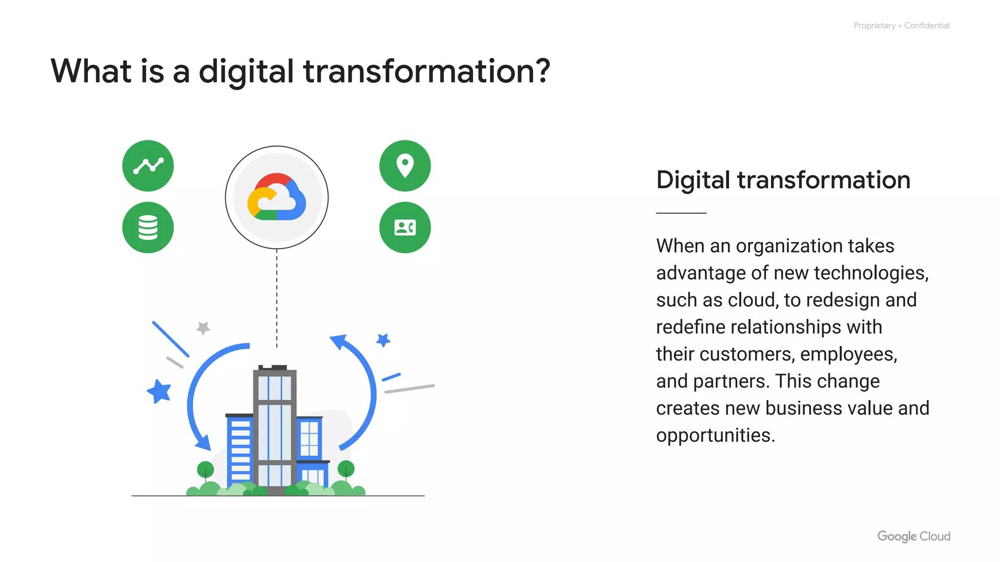 Proprietary + Confidential
What is a digital transformation?
Digital transformation
When an organization takes
advantage of new technologies,
such as cloud, to redesign and
redefine relationships with
their customers, employees,
and partners. This change
creates new business value and
opportunities.
Google Cloud